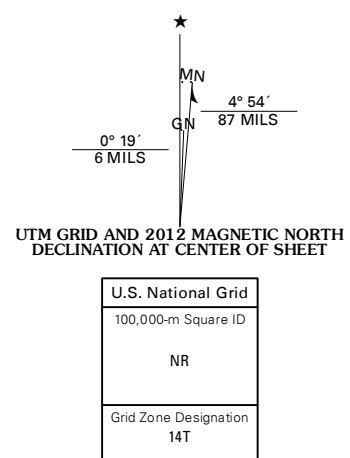 ★
MN
4° 54´
87 MILS
GN
0° 19´
6 MILS
UTM GRID AND 2012 MAGNETIC NORTH
DECLINATION AT CENTER OF SHEET
U.S. National Grid
100,000-m Square ID
NR
Grid Zone Designation
14T